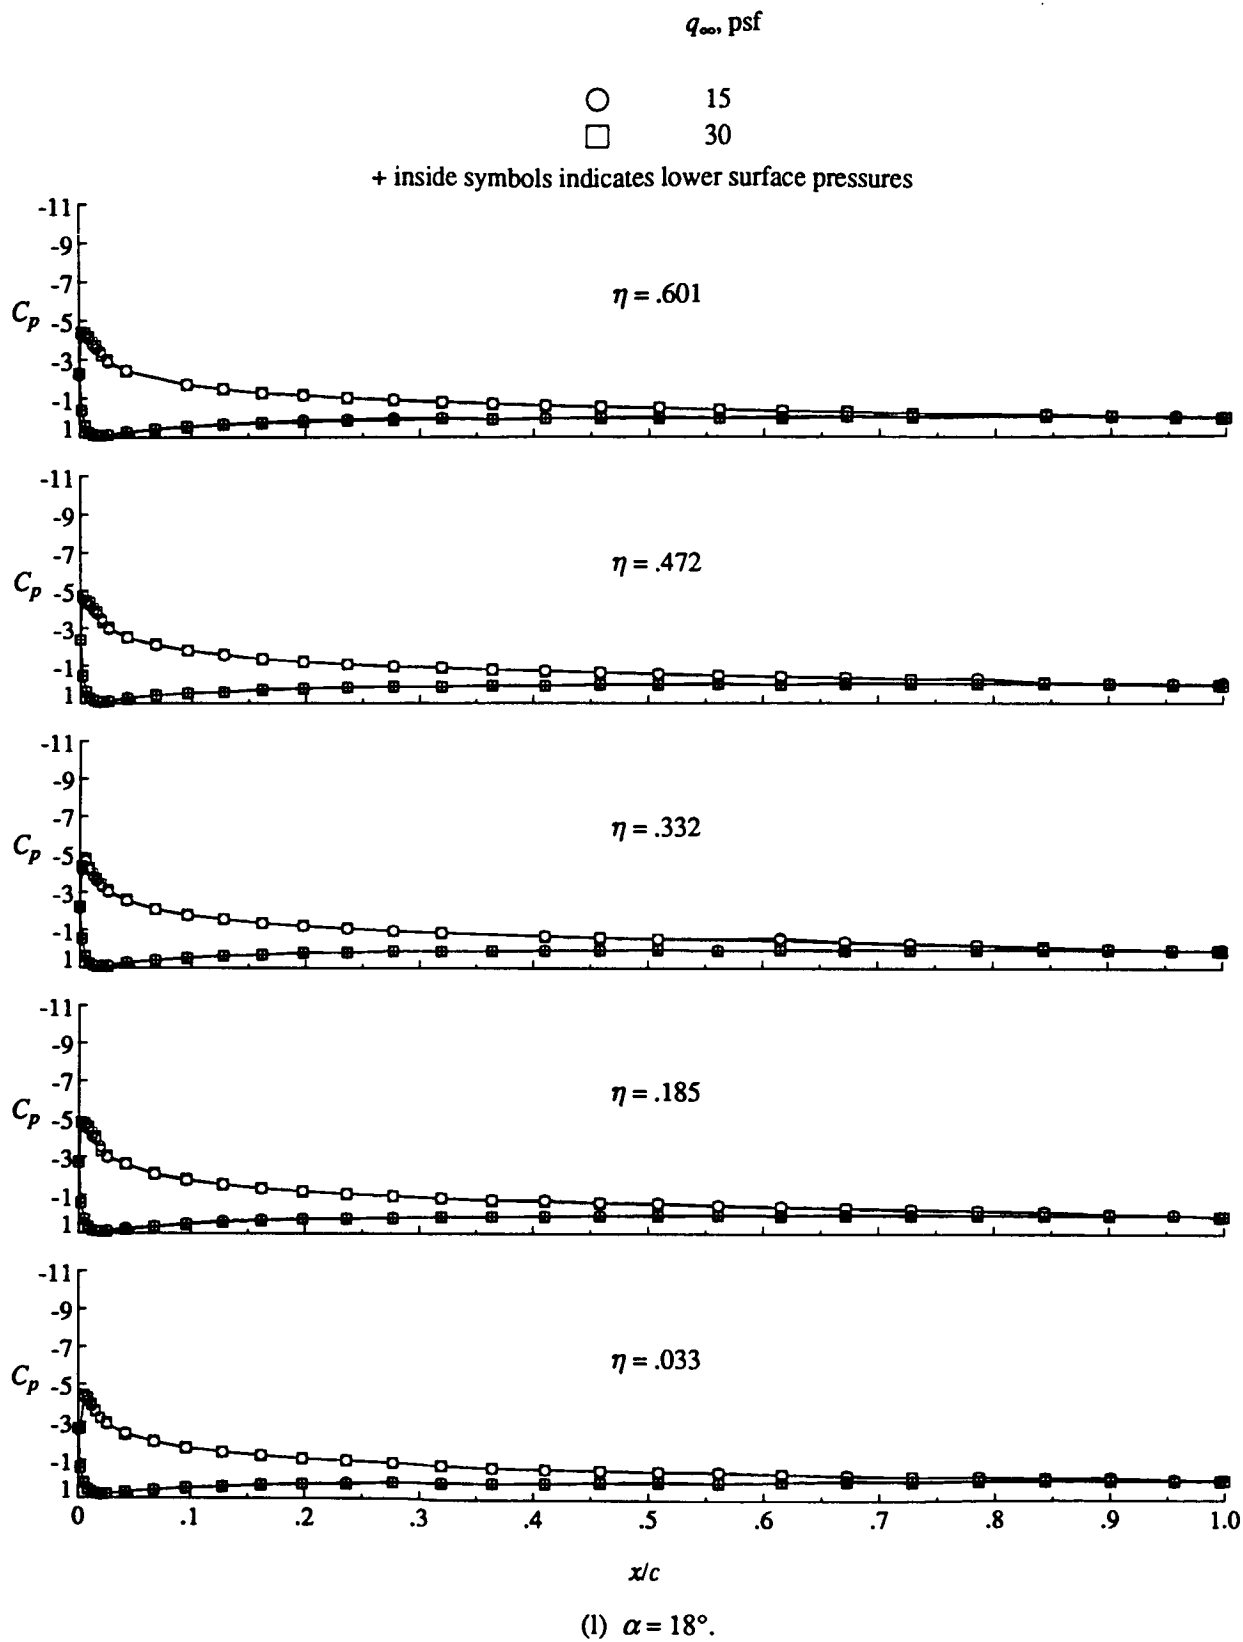 q∞, psf
○ 15
□ 30
+ inside symbols indicates lower surface pressures
-11
-9
-7
-5
-3
-1
1
Cp
η = .601
-11
-9
-7
-5
-3
-1
1
Cp
η = .472
-11
-9
-7
-5
-3
-1
1
Cp
η = .332
-11
-9
-7
-5
-3
-1
1
Cp
η = .185
-11
-9
-7
-5
-3
-1
1
Cp
η = .033
0 .1 .2 .3 .4 .5 .6 .7 .8 .9 1.0
x/c
(l) α = 18°.